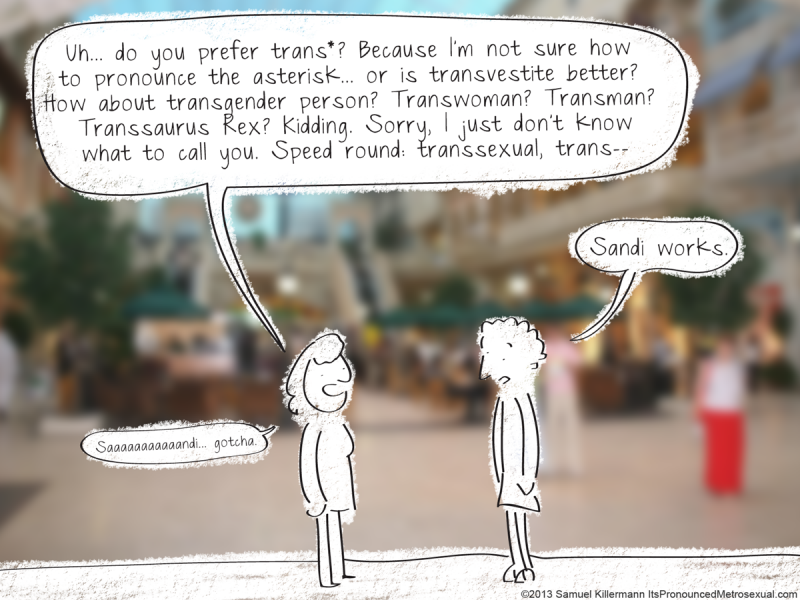 Uh... do you prefer trans*? Because I'm not sure how
to pronounce the asterisk... or is transvestite better?
How about transgender person? Transwoman? Transman?
Transsaurus Rex? Kidding. Sorry, I just don't know
what to call you. Speed round: transsexual, trans--
Sandi works.
Saaaaaaaaaaandi... gotcha.
©2013 Samuel Killermann ItsPronouncedMetrosexual.com